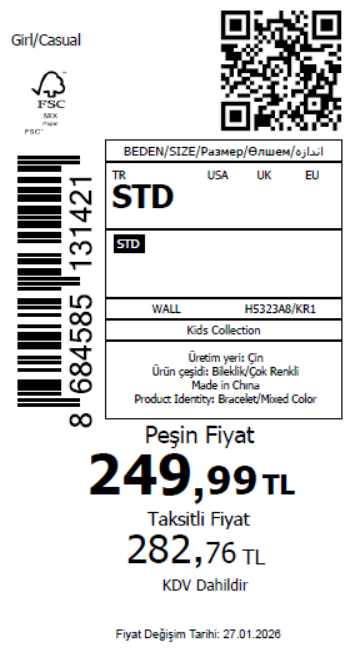 Girl/Casual
FSC™
MIX
Paper
FSC™
BEDEN/SIZE/Размер/Өлшем/اندازه
TR USA UK EU
STD
STD
8 684585 131421
WALL H5323A8/KR1
Kids Collection
Üretim yeri: Çin
Ürün çeşidi: Bileklik/Çok Renkli
Made in China
Product Identity: Bracelet/Mixed Color
Peşin Fiyat
249,99 TL
Taksitli Fiyat
282,76 TL
KDV Dahildir
Fiyat Değişim Tarihi: 27.01.2026